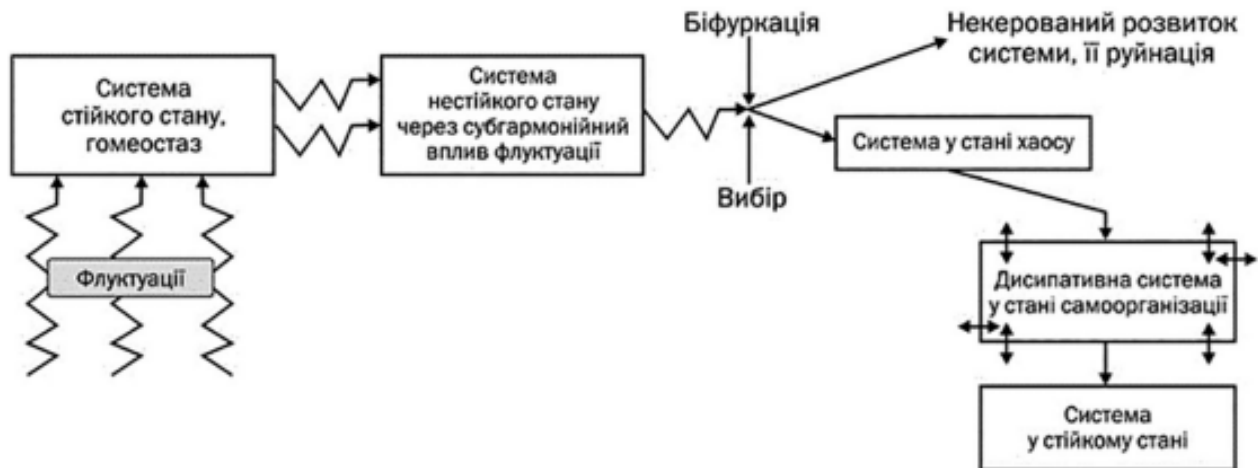 Система
стійкого стану,
гомеостаз
Флуктуації
Система
нестійкого стану
через субгармонійний
вплив флуктуації
Біфуркація
Вибір
Некерований розвиток
системи, її руйнація
Система у стані хаосу
Дисипативна система
у стані самоорганізації
Система
у стійкому стані